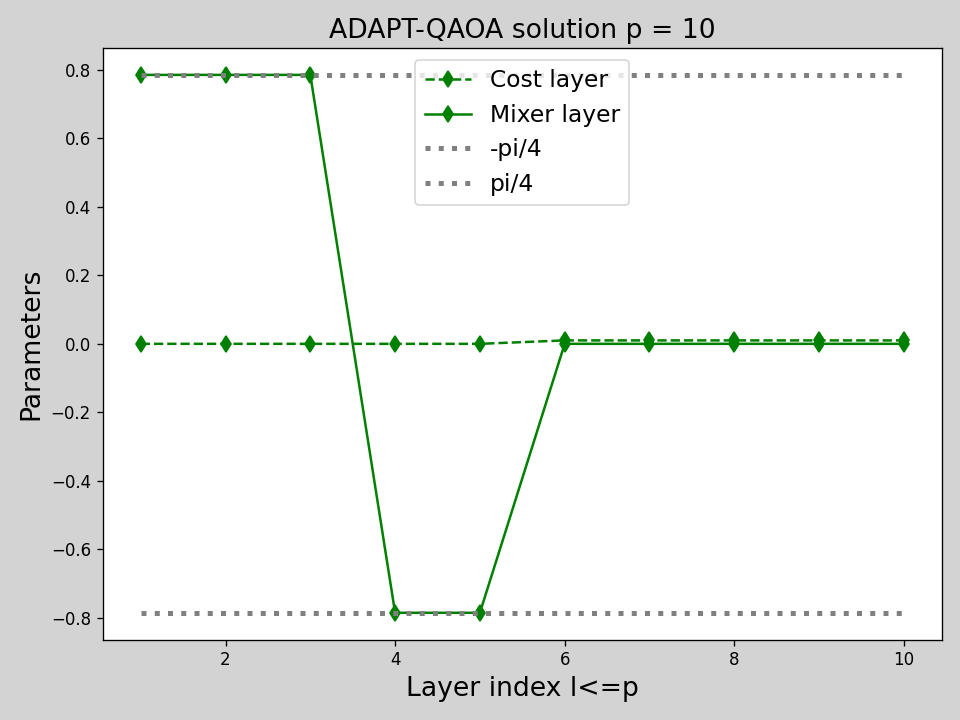 ADAPT-QAOA solution p = 10
Cost layer
Mixer layer
-pi/4
pi/4
Parameters
0.8
0.6
0.4
0.2
0.0
−0.2
−0.4
−0.6
−0.8
2 4 6 8 10
Layer index l<=p